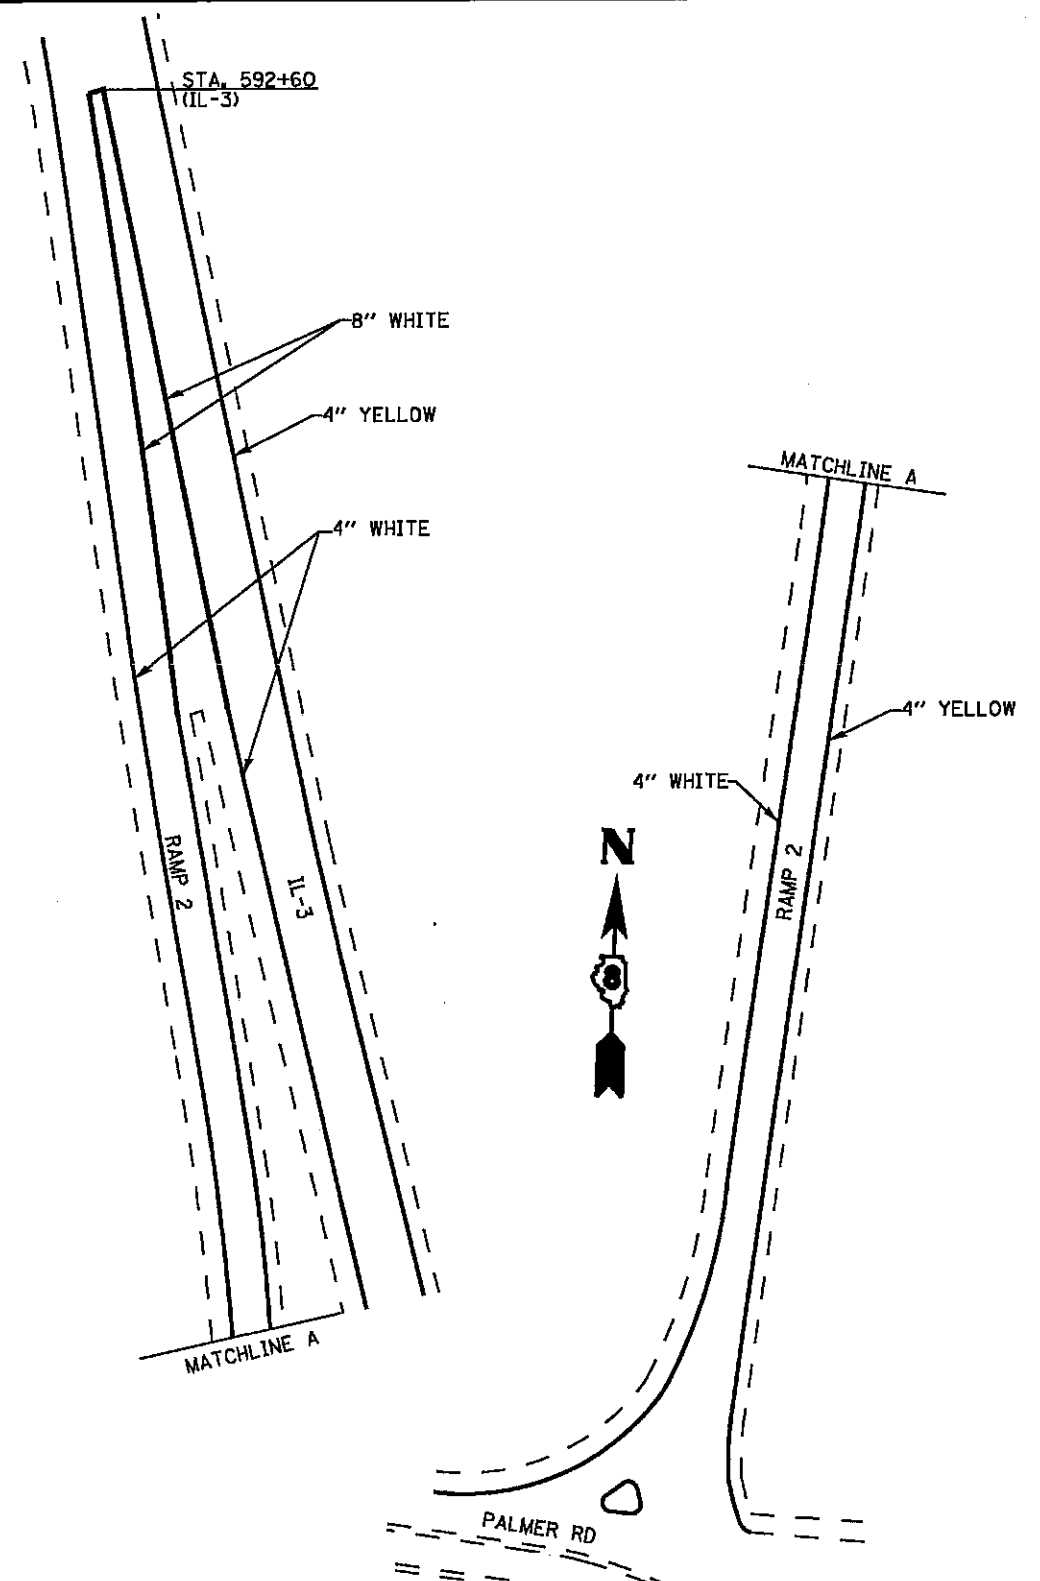 STA. 592+60
(IL-3)
8" WHITE
4" YELLOW
4" WHITE
RAMP 2
IL-3
MATCHLINE A
MATCHLINE A
4" YELLOW
4" WHITE
RAMP 2
N
8
PALMER RD